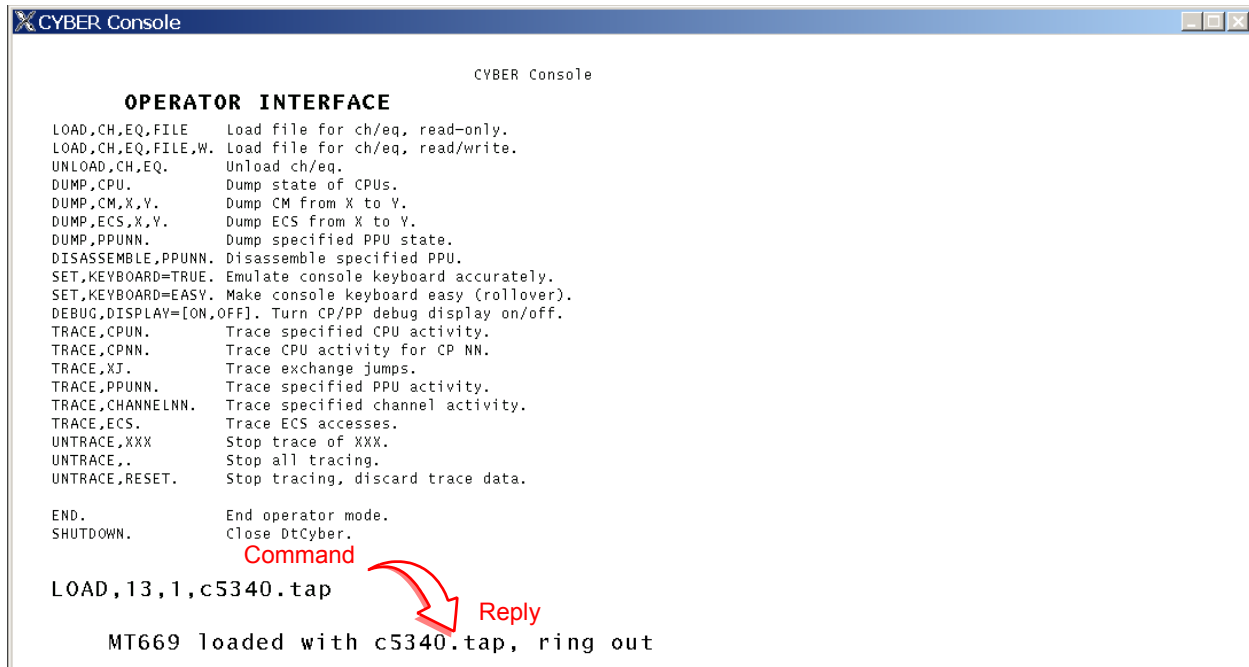 CYBER Console
CYBER Console
OPERATOR INTERFACE
LOAD,CH,EQ,FILE Load file for ch/eq, read-only.
LOAD,CH,EQ,FILE,W. Load file for ch/eq, read/write.
UNLOAD,CH,EQ. Unload ch/eq.
DUMP,CPU. Dump state of CPUs.
DUMP,CM,X,Y. Dump CM from X to Y.
DUMP,ECS,X,Y. Dump ECS from X to Y.
DUMP,PPUNN. Dump specified PPU state.
DISASSEMBLE,PPUNN. Disassemble specified PPU.
SET,KEYBOARD=TRUE. Emulate console keyboard accurately.
SET,KEYBOARD=EASY. Make console keyboard easy (rollover).
DEBUG,DISPLAY=[ON,OFF]. Turn CP/PP debug display on/off.
TRACE,CPUN. Trace specified CPU activity.
TRACE,CPNN. Trace CPU activity for CP NN.
TRACE,XJ. Trace exchange jumps.
TRACE,PPUNN. Trace specified PPU activity.
TRACE,CHANNELNN. Trace specified channel activity.
TRACE,ECS. Trace ECS accesses.
UNTRACE,XXX Stop trace of XXX.
UNTRACE,. Stop all tracing.
UNTRACE,RESET. Stop tracing, discard trace data.
END. End operator mode.
SHUTDOWN. Close DtCyber.
Command
LOAD,13,1,c5340.tap
Reply
MT669 loaded with c5340.tap, ring out